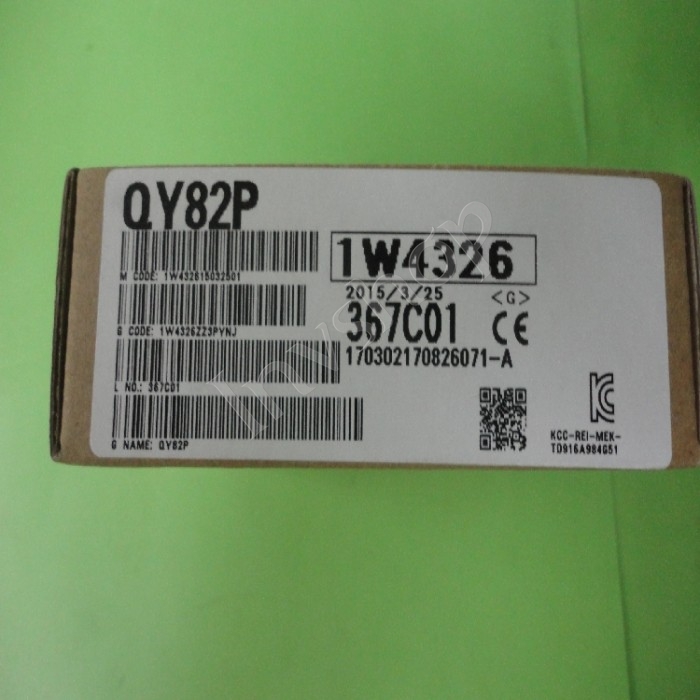 QY82P
M CODE: 1W432615032501
1W4326
2015/3/25 <G>
G CODE: 1W4326ZZ3PYNJ
367C01 CE
170302170826071-A
L NO.: 367C01
G NAME: QY82P
KCC-REI-MEK-
TD916A984G51